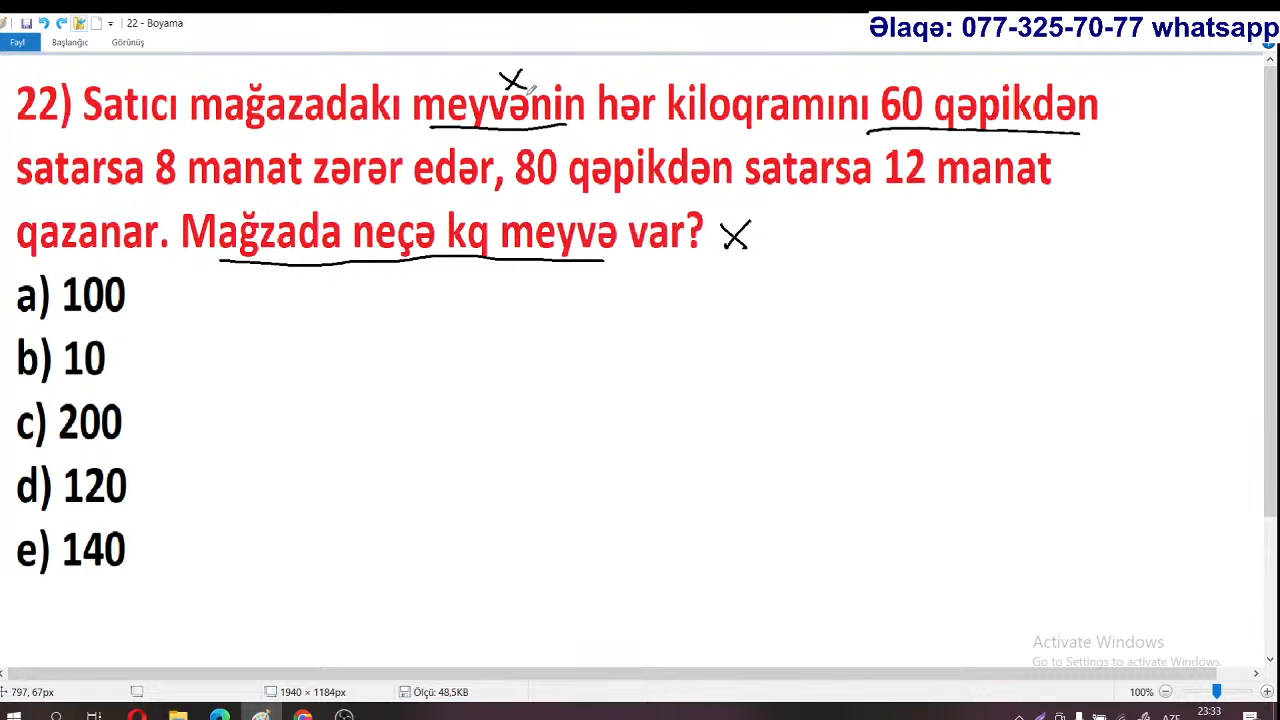 22 - Boyama
Əlaqə: 077-325-70-77 whatsapp
Fayl Başlanğıc Görünüş
22) Satıcı mağazadakı meyvənin hər kiloqramını 60 qəpikdən
satarsa 8 manat zərər edər, 80 qəpikdən satarsa 12 manat
qazanar. Mağzada neçə kq meyvə var? x
a) 100
b) 10
c) 200
d) 120
e) 140
Activate Windows
Go to Settings to activate Windows.
797, 67px 1940 × 1184px Ölçü: 48,5KB 100%
AZE 23:33